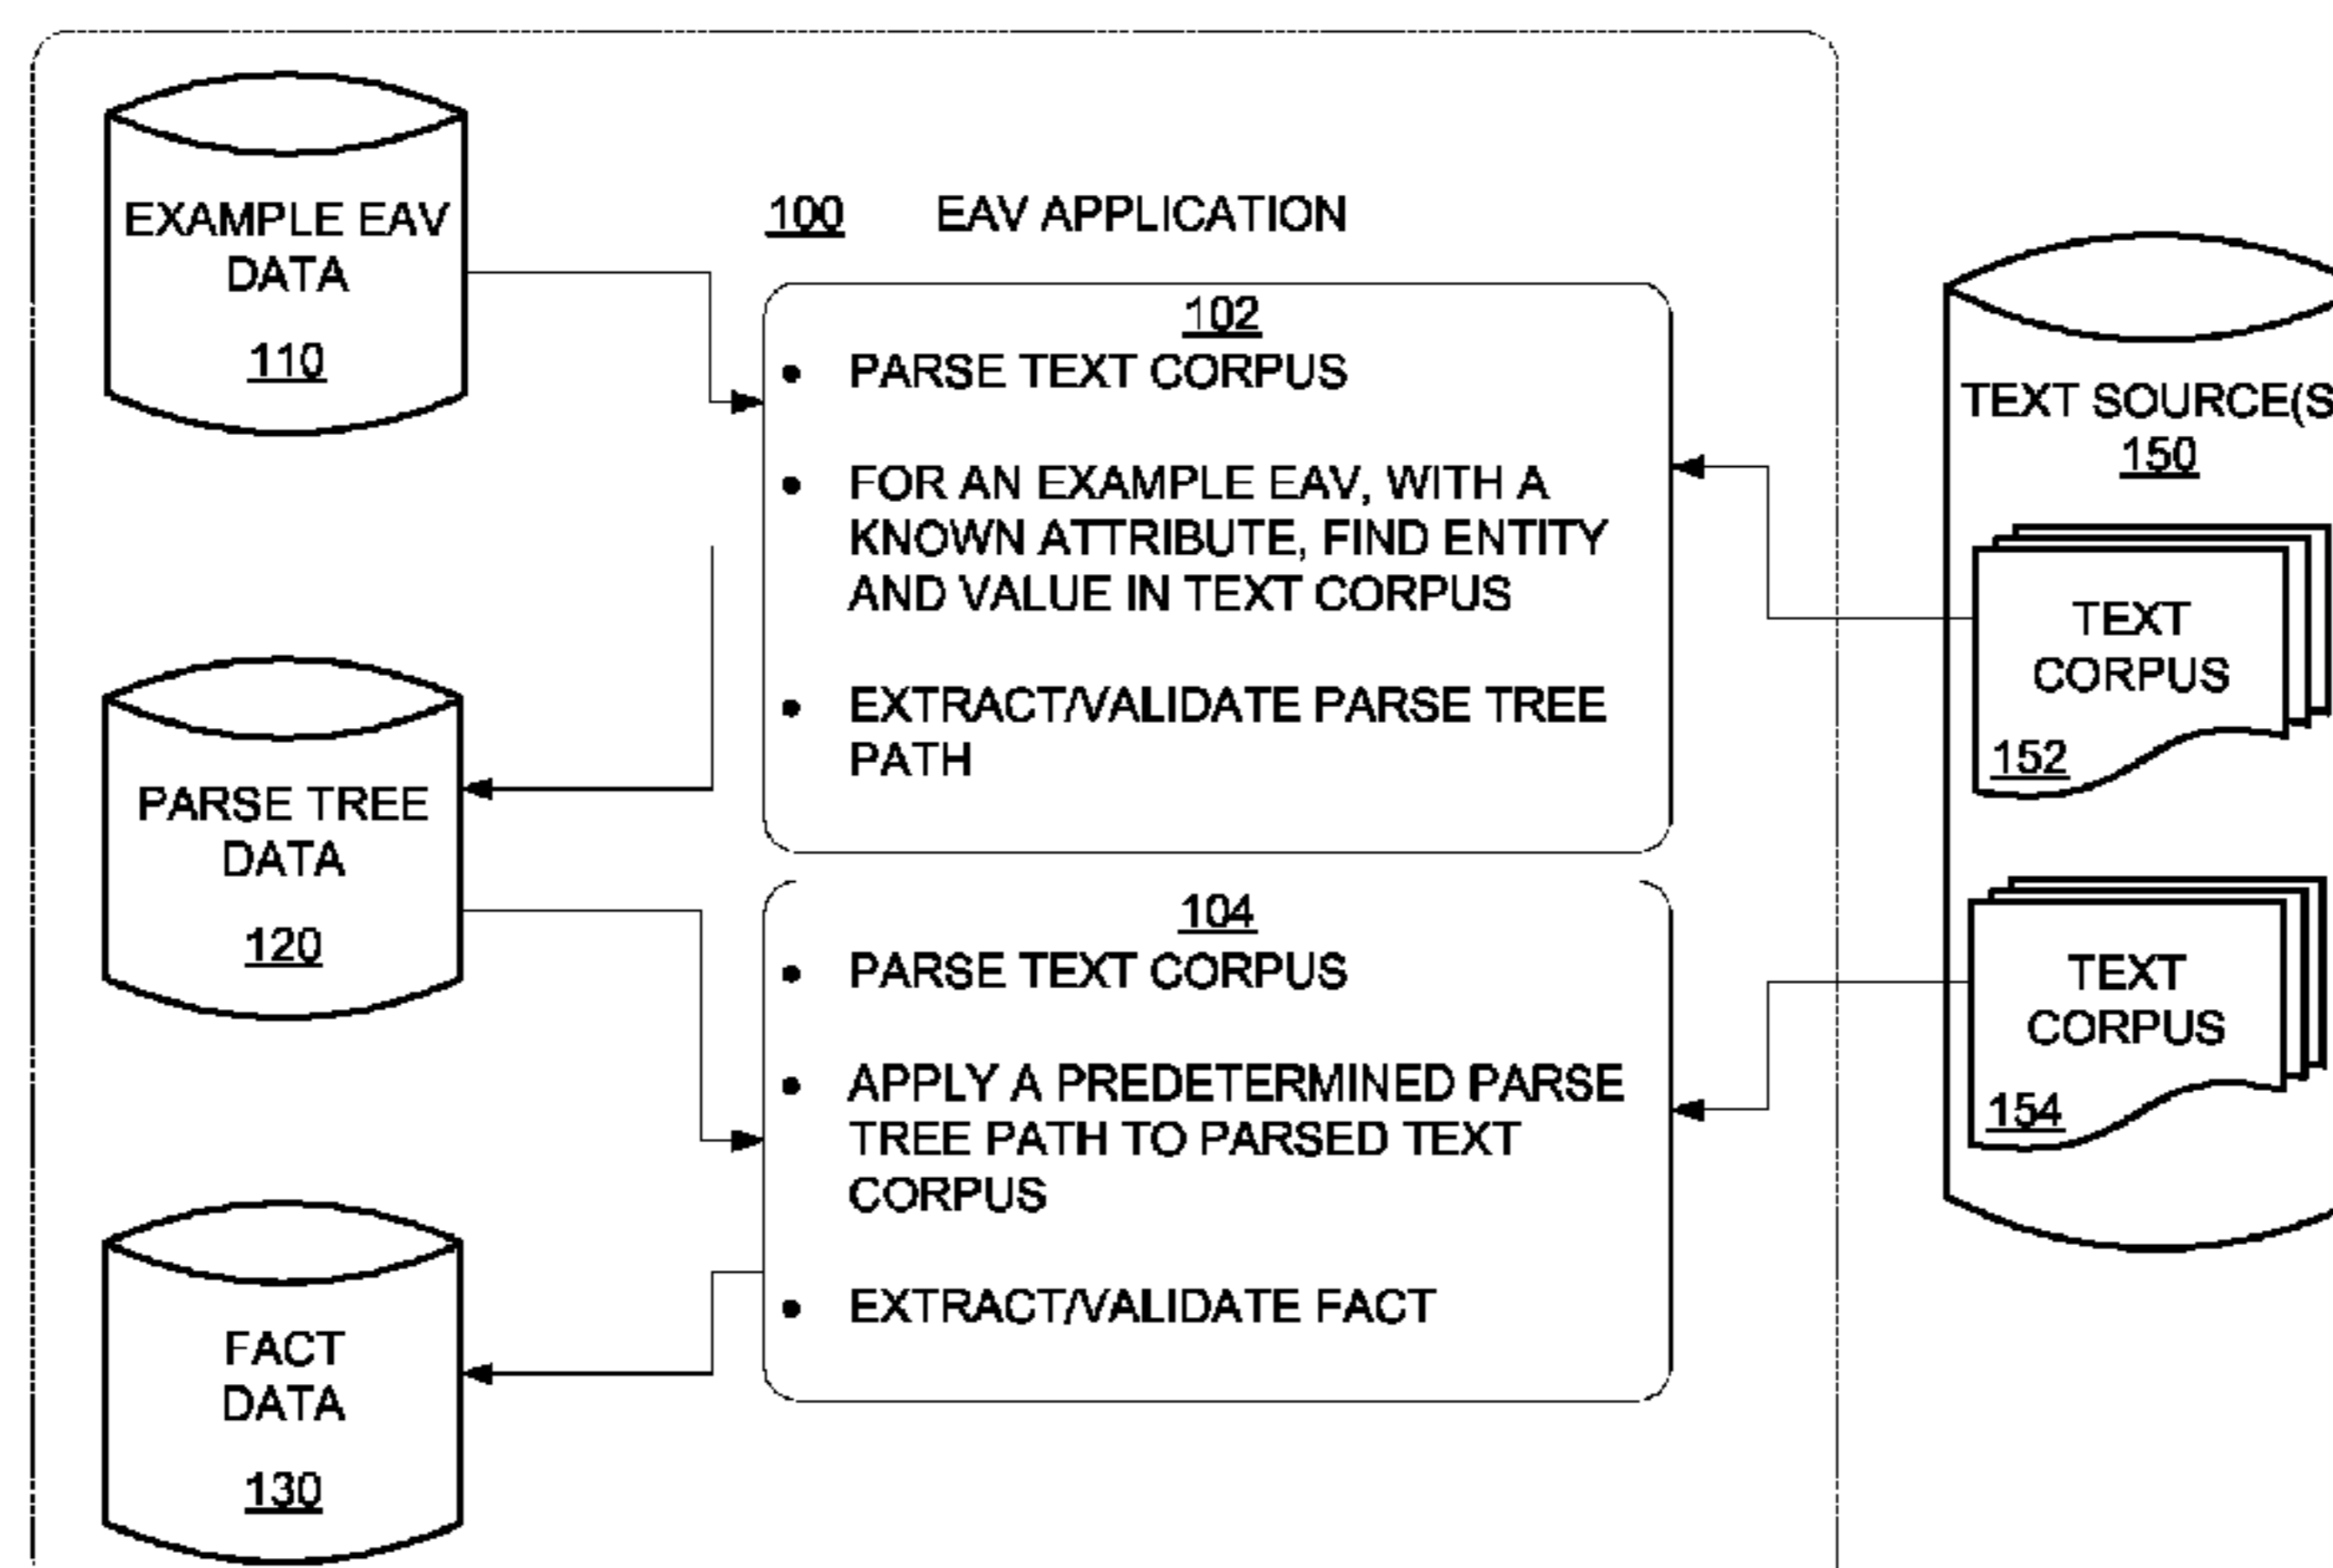 EXAMPLE EAV
DATA
110
100 EAV APPLICATION
102
• PARSE TEXT CORPUS
• FOR AN EXAMPLE EAV, WITH A
KNOWN ATTRIBUTE, FIND ENTITY
AND VALUE IN TEXT CORPUS
• EXTRACT/VALIDATE PARSE TREE
PATH
TEXT SOURCE(S
150
TEXT
CORPUS
152
PARSE TREE
DATA
120
104
• PARSE TEXT CORPUS
• APPLY A PREDETERMINED PARSE
TREE PATH TO PARSED TEXT
CORPUS
• EXTRACT/VALIDATE FACT
TEXT
CORPUS
154
FACT
DATA
130